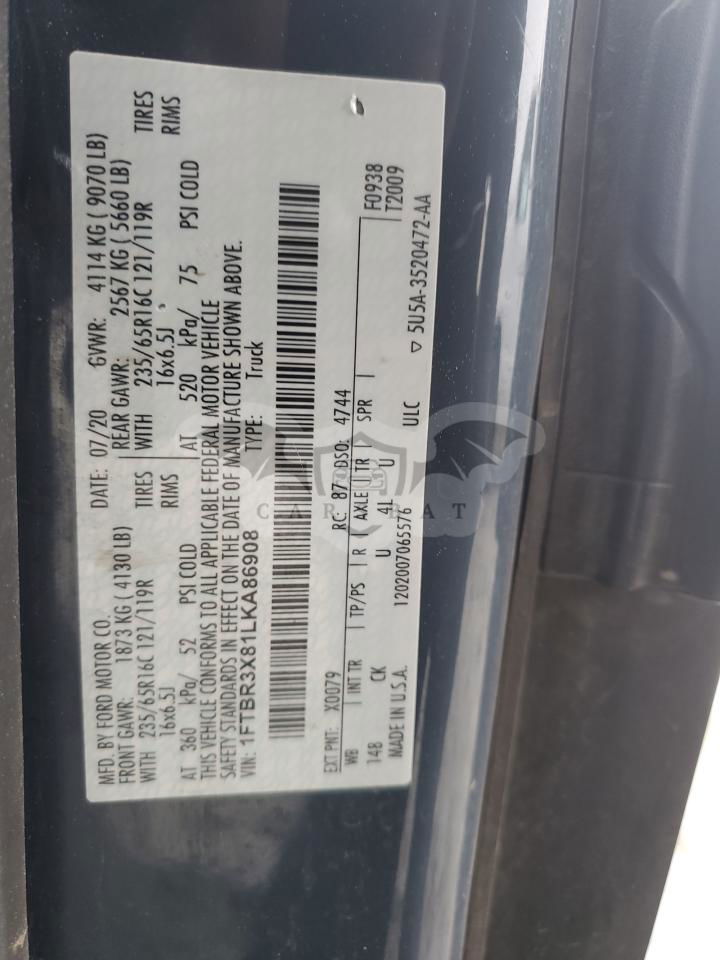 MFD. BY FORD MOTOR CO. DATE: 07/20 GVWR: 4114 KG ( 9070 LB)
FRONT GAWR: 1873 KG ( 4130 LB) REAR GAWR: 2567 KG ( 5660 LB)
WITH 235/65R16C 121/119R TIRES WITH 235/65R16C 121/119R TIRES
16x6.5J RIMS 16x6.5J RIMS
AT 360 kPa/ 52 PSI COLD AT 520 kPa/ 75 PSI COLD
THIS VEHICLE CONFORMS TO ALL APPLICABLE FEDERAL MOTOR VEHICLE
SAFETY STANDARDS IN EFFECT ON THE DATE OF MANUFACTURE SHOWN ABOVE.
VIN: 1FTBR3X81LKA86908 TYPE: Truck
EXT PNT: X0079 RC: 87 DSO: 4744 F0938
WB INT TR TP/PS R AXLE TR SPR T2009
148 CK U 4L U
MADE IN U.S.A. 1202007065576 ULC ▽ 5U5A-3520472-AA
CAR BAT